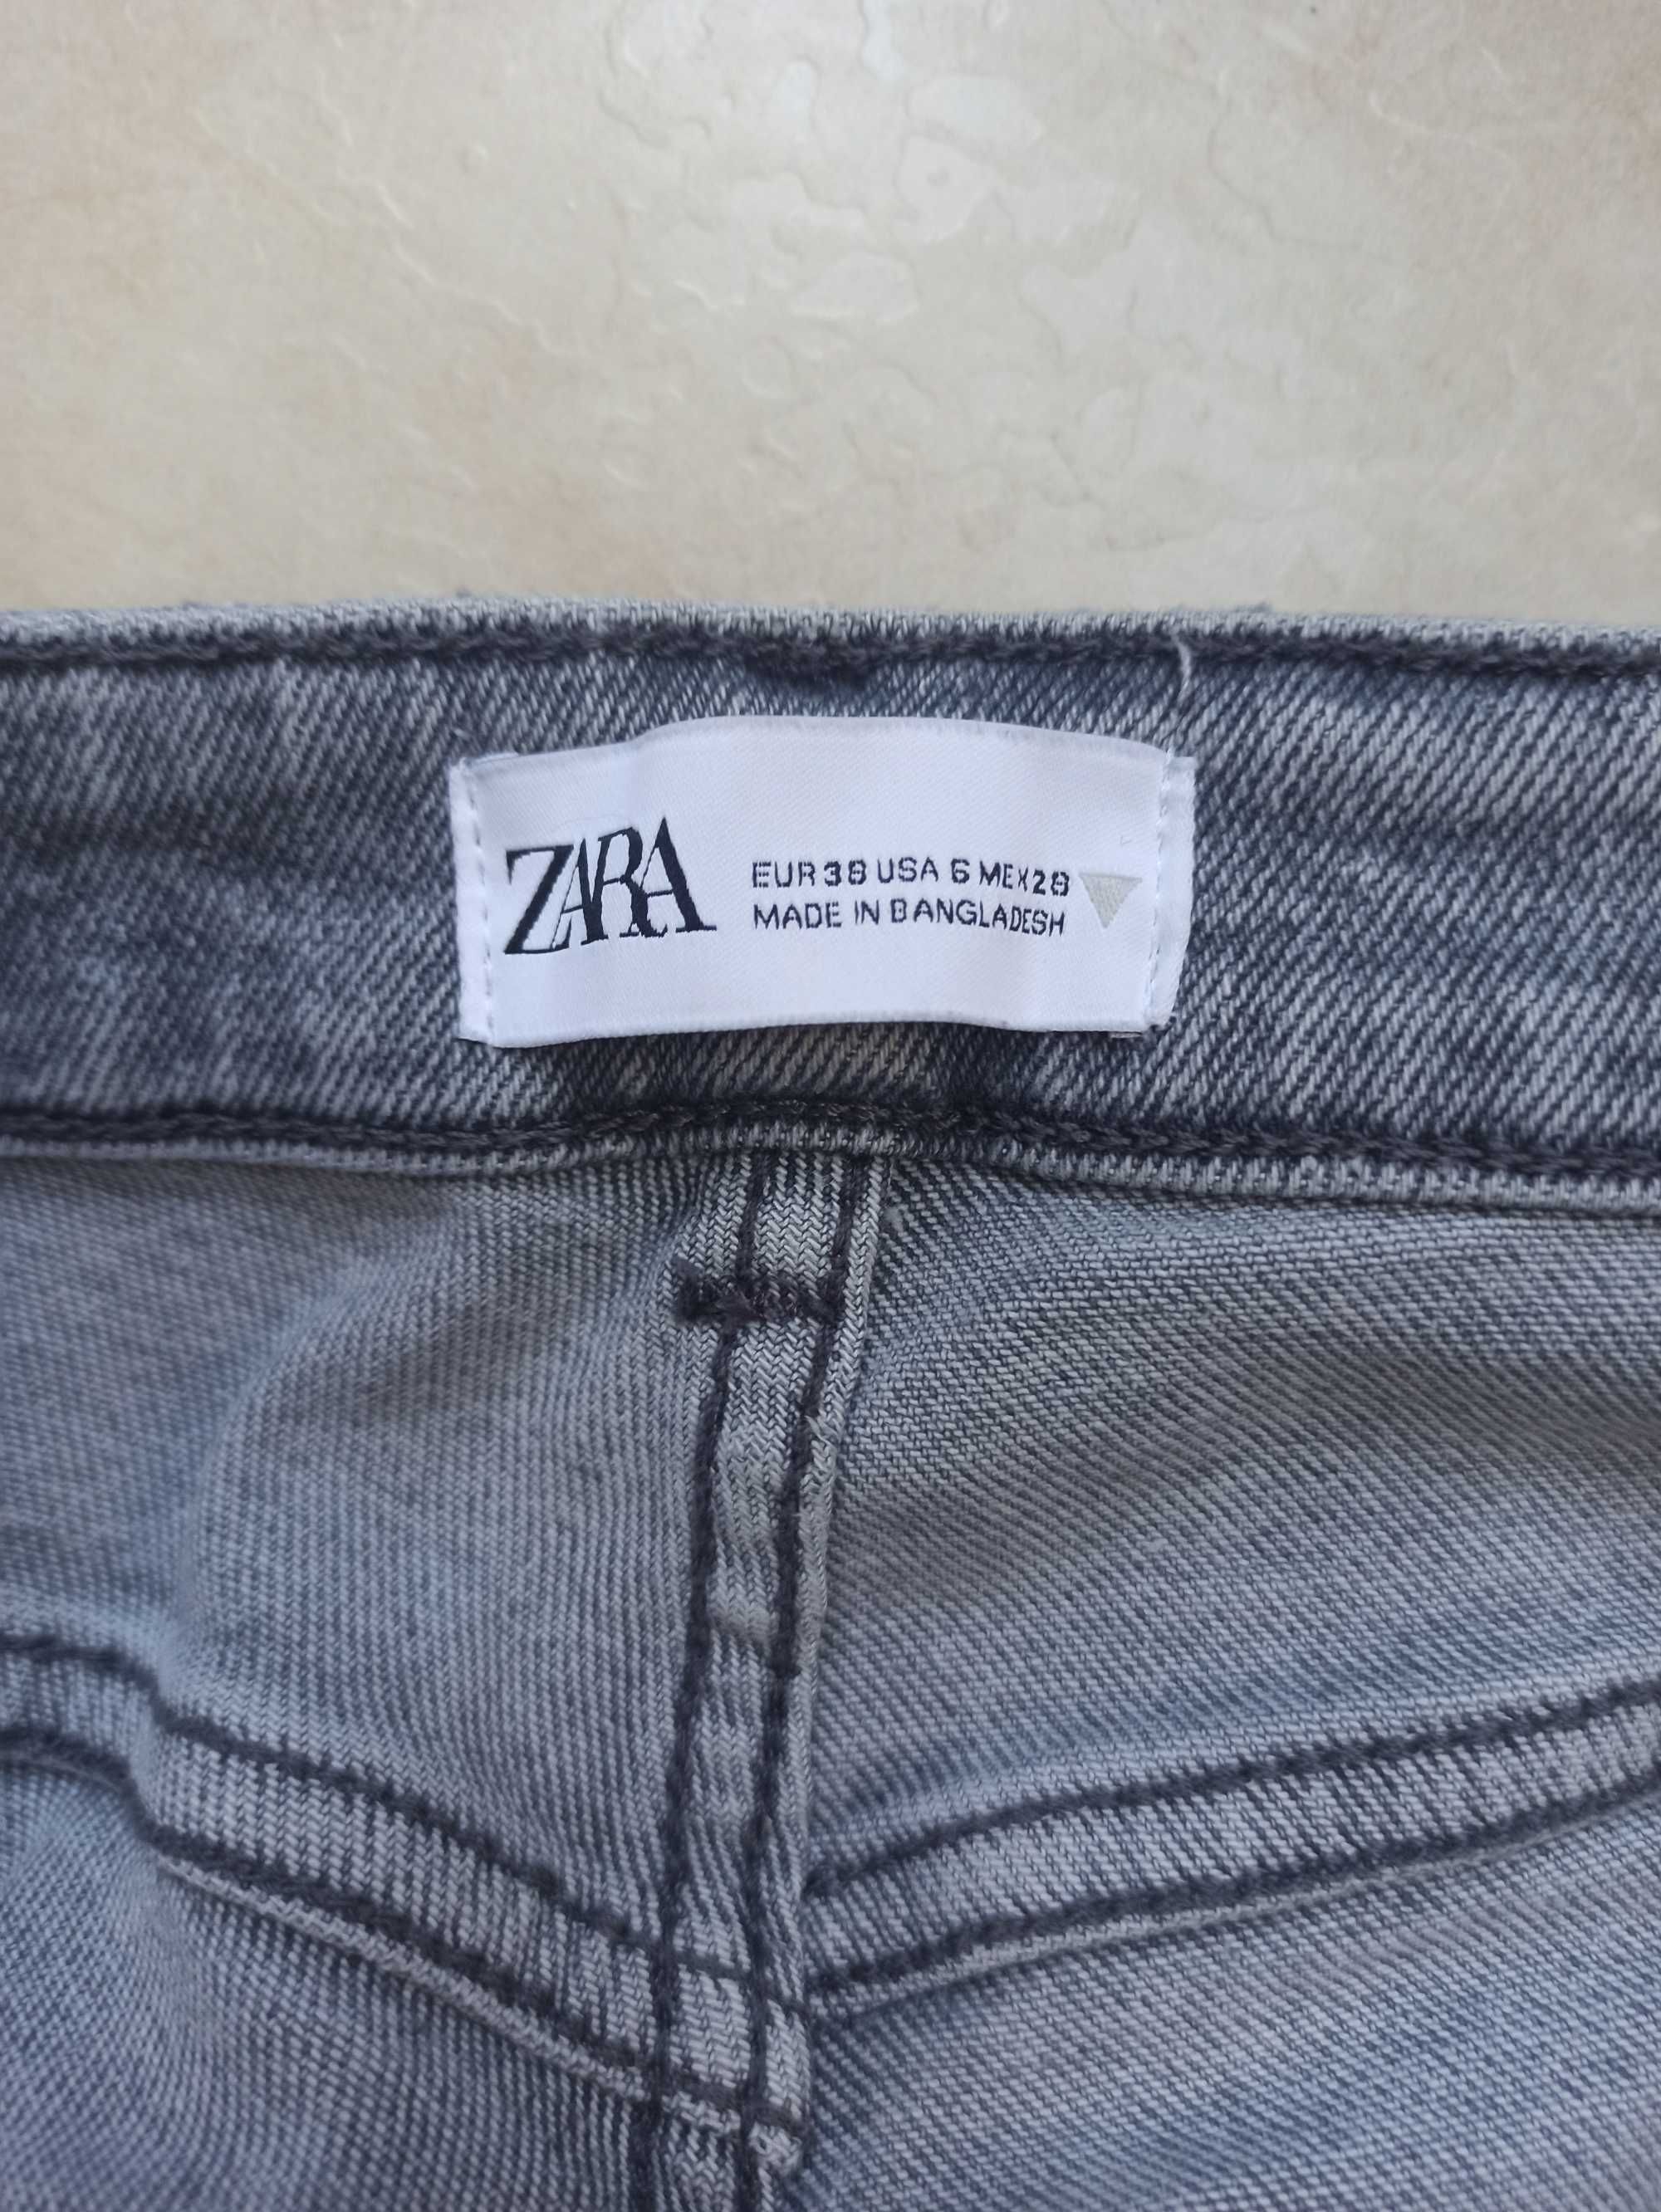 ZARA
EUR 38 USA 6 MEX 28
MADE IN BANGLADESH